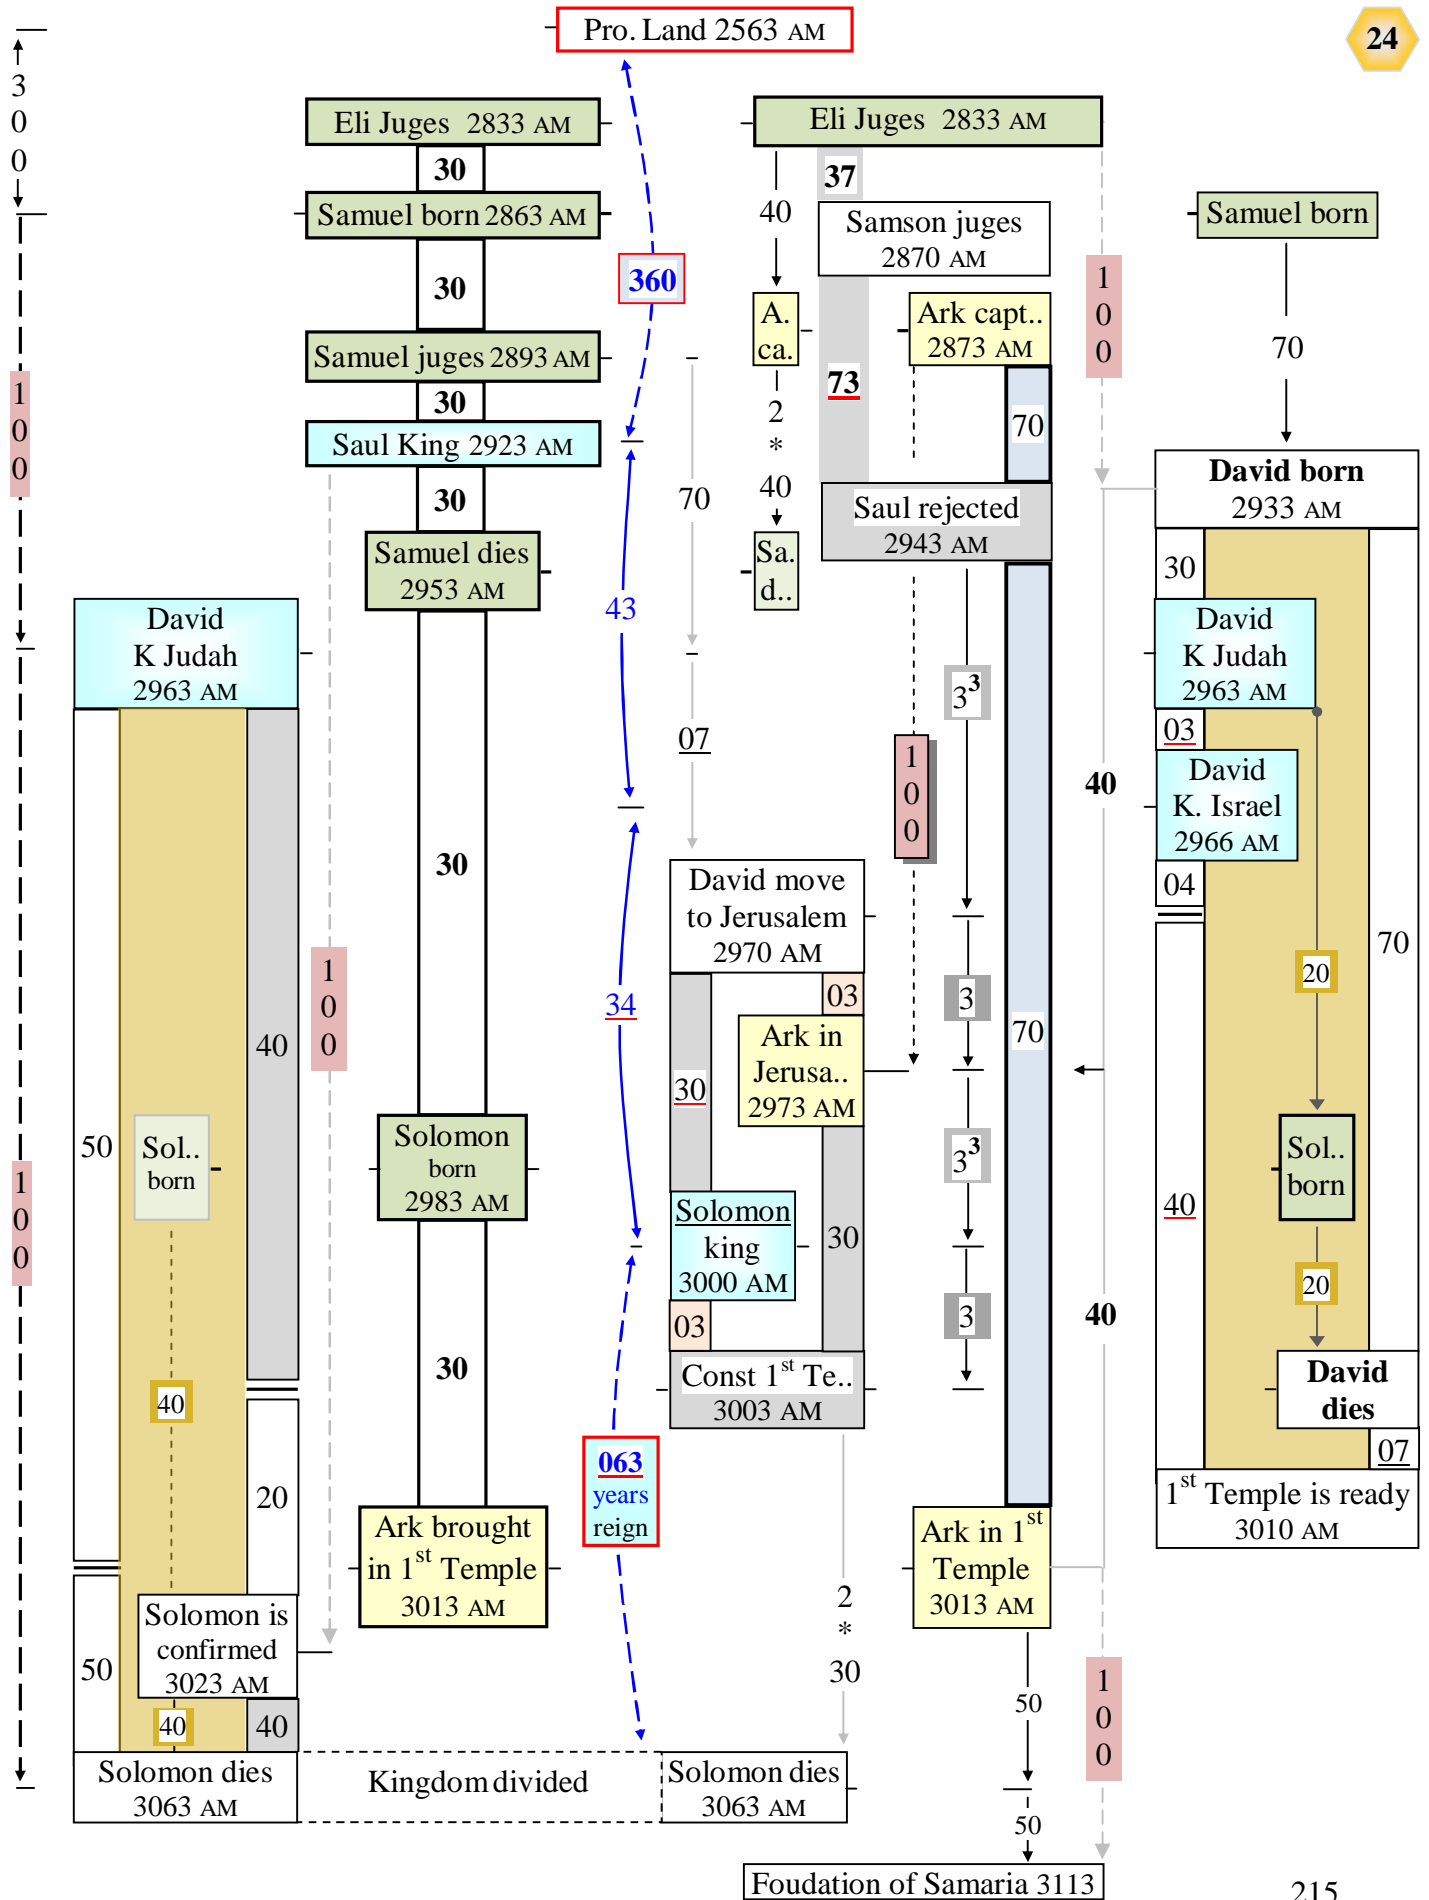 Pro. Land 2563 AM
24
3
0
0
Eli Juges 2833 AM
Eli Juges 2833 AM
30
37
Samuel born 2863 AM
40
Samson juges
2870 AM
Samuel born
360
30
1
0
0
A.
ca.
Ark capt..
2873 AM
70
Samuel juges 2893 AM
73
1
0
0
30
2
*
40
70
Saul King 2923 AM
David born
2933 AM
30
70
Saul rejected
2943 AM
Samuel dies
2953 AM
Sa.
d..
30
43
David
K Judah
2963 AM
David
K Judah
2963 AM
3³
03
07
1
0
0
40
David
K. Israel
2966 AM
30
David move
to Jerusalem
2970 AM
04
70
20
1
0
0
34
03
3
40
70
Ark in
Jerusa..
2973 AM
30
50
Sol..
born
Solomon
born
2983 AM
3³
Sol..
born
1
0
0
40
Solomon
king
3000 AM
30
20
03
3
40
30
Const 1st Te..
3003 AM
David
dies
40
063
years
reign
07
20
1st Temple is ready
3010 AM
Ark brought
in 1st Temple
3013 AM
Ark in 1st
Temple
3013 AM
2
*
30
Solomon is
confirmed
3023 AM
50
50
1
0
0
40
40
Solomon dies
3063 AM
Kingdom divided
Solomon dies
3063 AM
50
Foudation of Samaria 3113
215